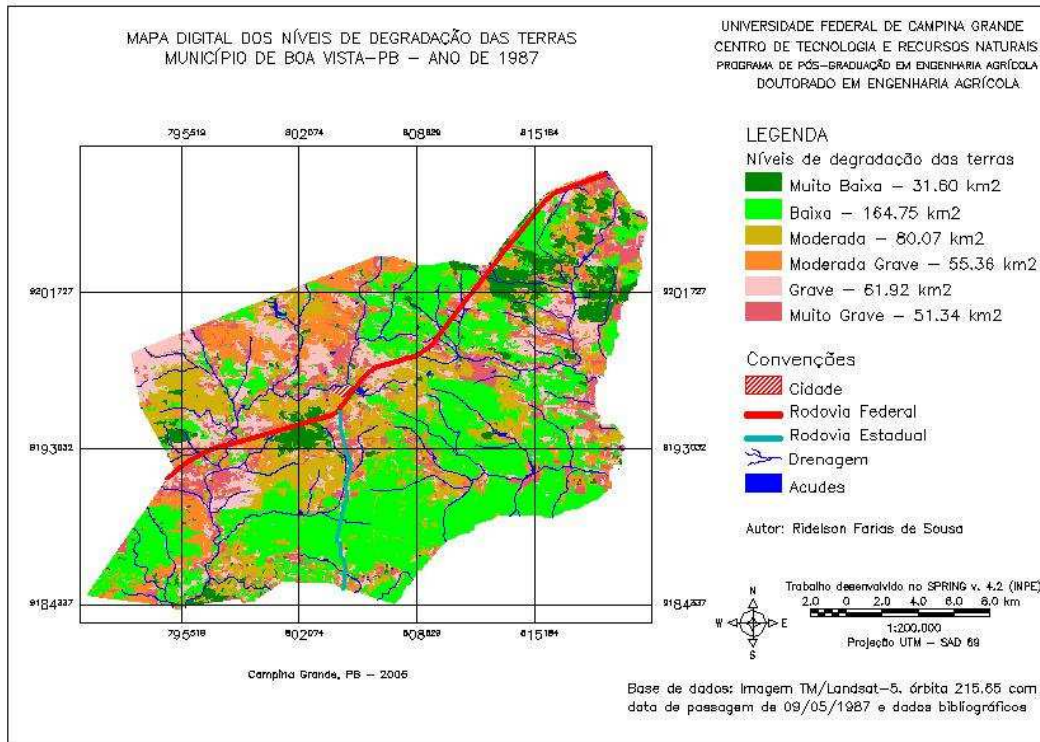 MAPA DIGITAL DOS NÍVEIS DE DEGRADAÇÃO DAS TERRAS
MUNICÍPIO DE BOA VISTA-PB - ANO DE 1987
UNIVERSIDADE FEDERAL DE CAMPINA GRANDE
CENTRO DE TECNOLOGIA E RECURSOS NATURAIS
PROGRAMA DE PÓS-GRADUAÇÃO EM ENGENHARIA AGRÍCOLA
DOUTORADO EM ENGENHARIA AGRÍCOLA
795519 802074 808629 815184
LEGENDA
Níveis de degradação das terras
Muito Baixa - 31.60 km2
Baixa - 164.75 km2
Moderada - 80.07 km2
Moderada Grave - 55.36 km2
Grave - 61.92 km2
Muito Grave - 51.34 km2
9201727 9201727
Convenções
Cidade
Rodovia Federal
Rodovia Estadual
Drenagem
Acudes
9193032 9193032
Autor: Ridelson Farias de Sousa
9184337 9184337
795519 802074 808629 815184
Trabalho desenvolvido no SPRING v. 4.2 (INPE)
2.0 0 2.0 4.0 6.0 8.0 km
1:200.000
Projeção UTM - SAD 69
N
W E
S
Campina Grande, PB - 2006
Base de dados: Imagem TM/Landsat-5, órbita 215.65 com
data de passagem de 09/05/1987 e dados bibliográficos